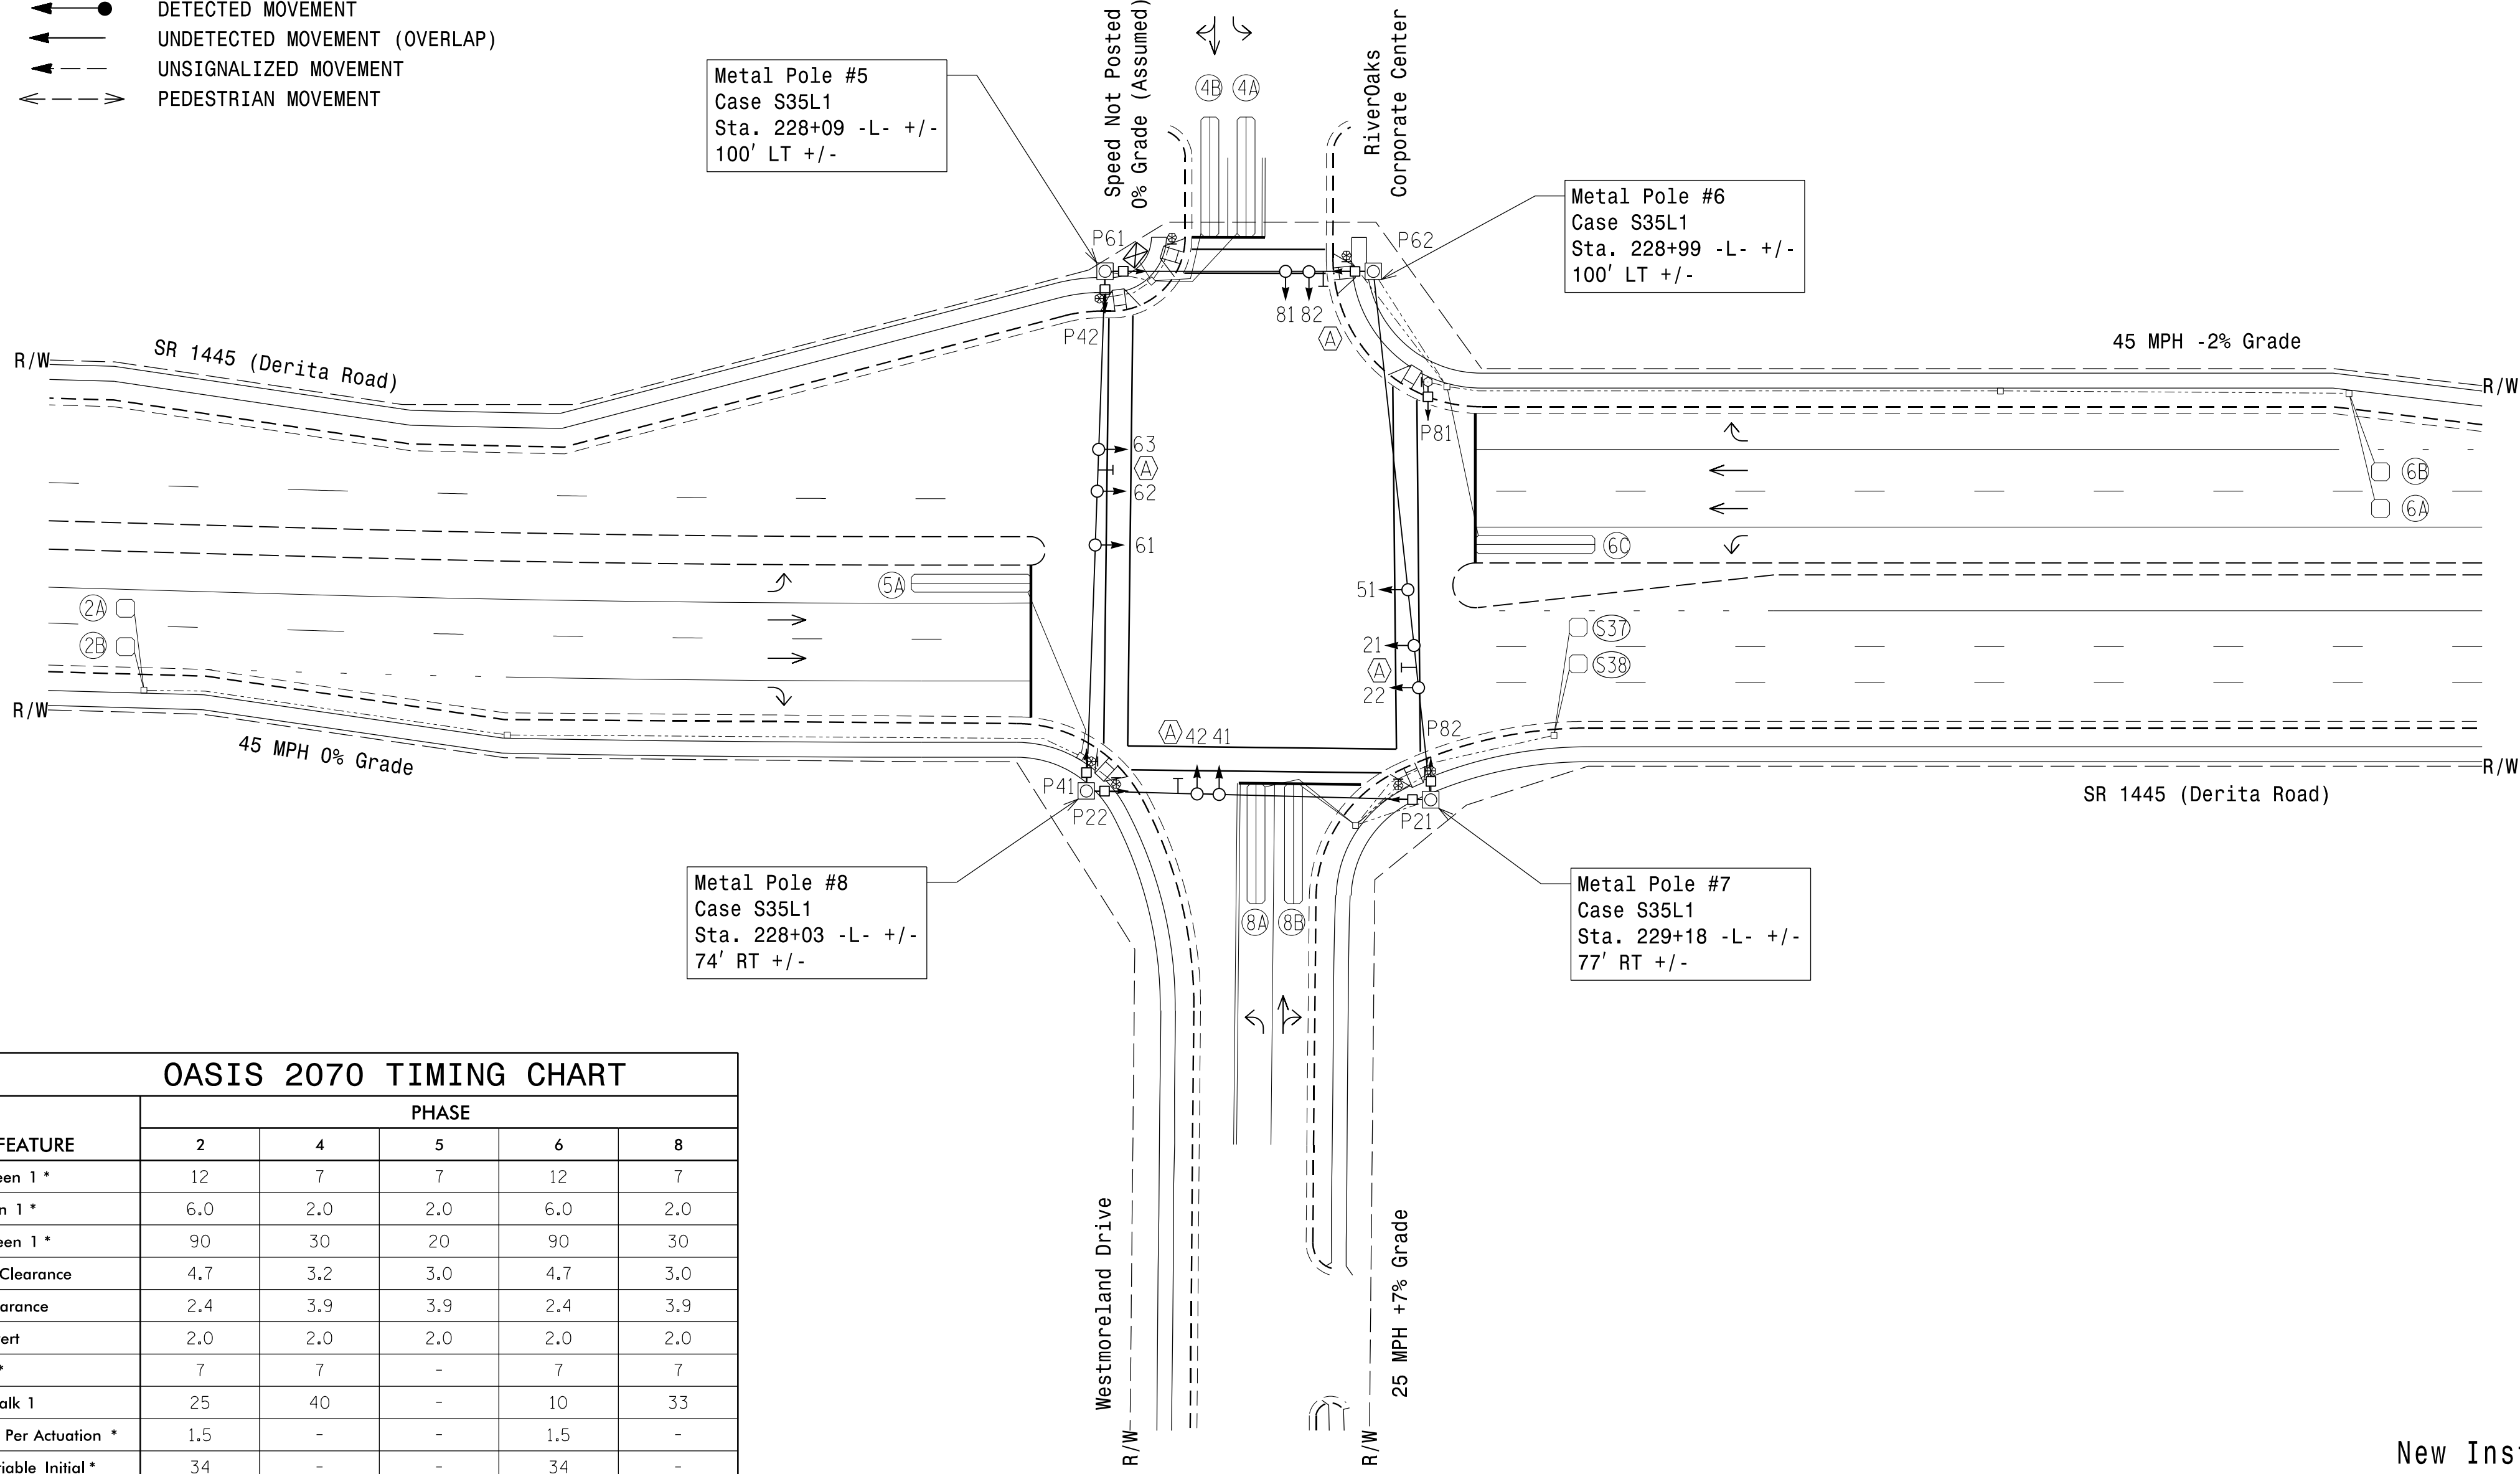 DETECTED MOVEMENT
UNDETECTED MOVEMENT (OVERLAP)
UNSIGNALIZED MOVEMENT
PEDESTRIAN MOVEMENT
Metal Pole #5
Case S35L1
Sta. 228+09 -L- +/-
100' LT +/-
Speed Not Posted
0% Grade (Assumed)
4B
4A
RiverOaks
Corporate Center
Metal Pole #6
Case S35L1
Sta. 228+99 -L- +/-
100' LT +/-
P61
P62
81 82
A
P42
R/W
SR 1445 (Derita Road)
45 MPH -2% Grade
R/W
P81
63
A
62
61
6B
6A
6C
5A
51
2A
2B
S37
S38
21
A
22
R/W
45 MPH 0% Grade
A 42 41
P82
P41
P22
P21
R/W
SR 1445 (Derita Road)
Metal Pole #8
Case S35L1
Sta. 228+03 -L- +/-
74' RT +/-
8A
8B
Metal Pole #7
Case S35L1
Sta. 229+18 -L- +/-
77' RT +/-
Westmoreland Drive
R/W
25 MPH +7% Grade
R/W
OASIS 2070 TIMING CHART
PHASE
FEATURE 2 4 5 6 8
een 1 * 12 7 7 12 7
n 1 * 6.0 2.0 2.0 6.0 2.0
een 1 * 90 30 20 90 30
Clearance 4.7 3.2 3.0 4.7 3.0
arance 2.4 3.9 3.9 2.4 3.9
ert 2.0 2.0 2.0 2.0 2.0
* 7 7 - 7 7
alk 1 25 40 - 10 33
Per Actuation * 1.5 - - 1.5 -
riable Initial * 34 - - 34 -
New Ins